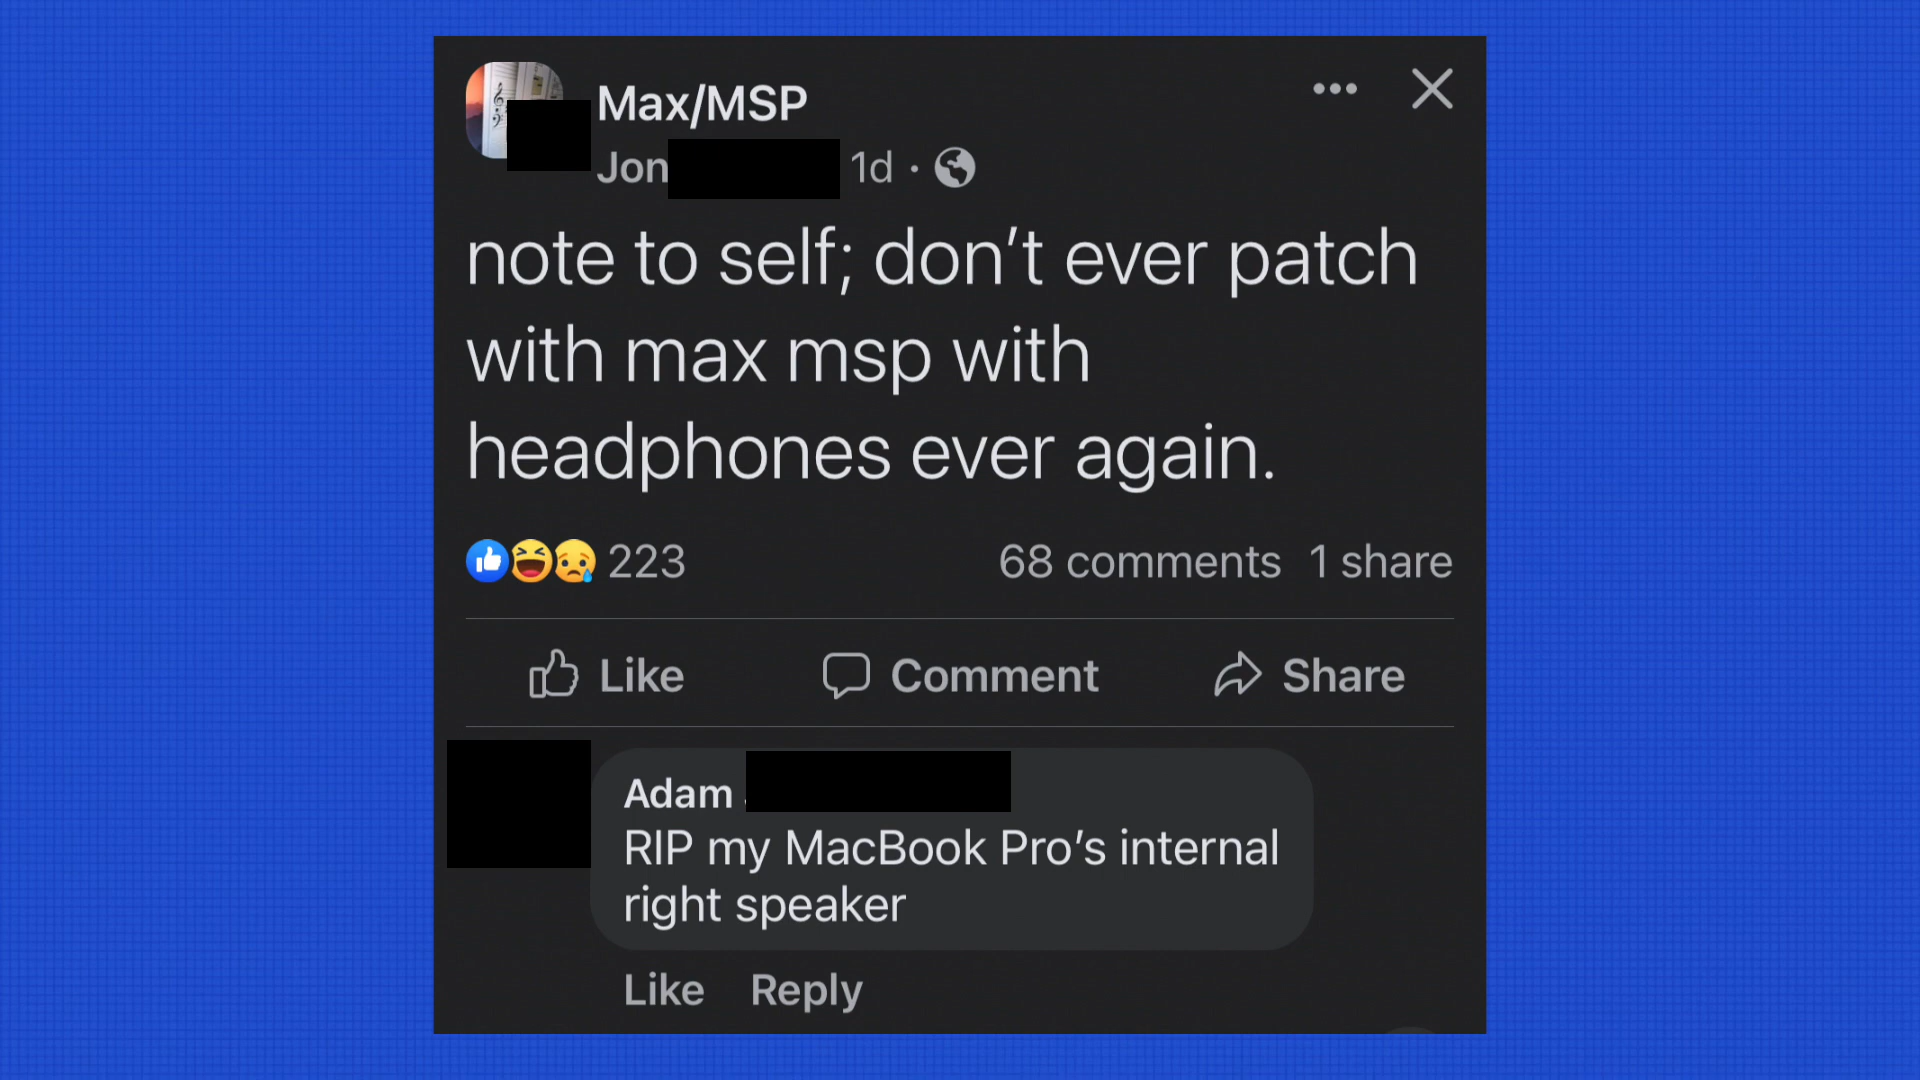 Max/MSP
Jon
1d ·
note to self; don’t ever patch
with max msp with
headphones ever again.
223
68 comments 1 share
Like
Comment
Share
Adam
RIP my MacBook Pro’s internal
right speaker
Like Reply